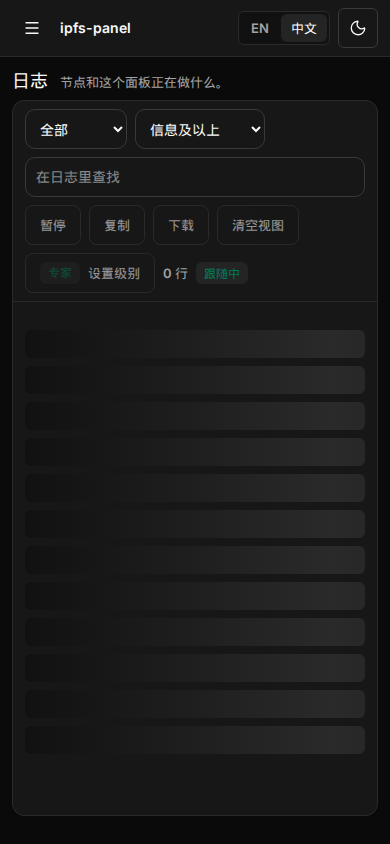 ipfs-panel EN 中文
日志 节点和这个面板正在做什么。
全部 信息及以上
在日志里查找
暂停 复制 下载 清空视图
专家 设置级别 0 行 跟随中